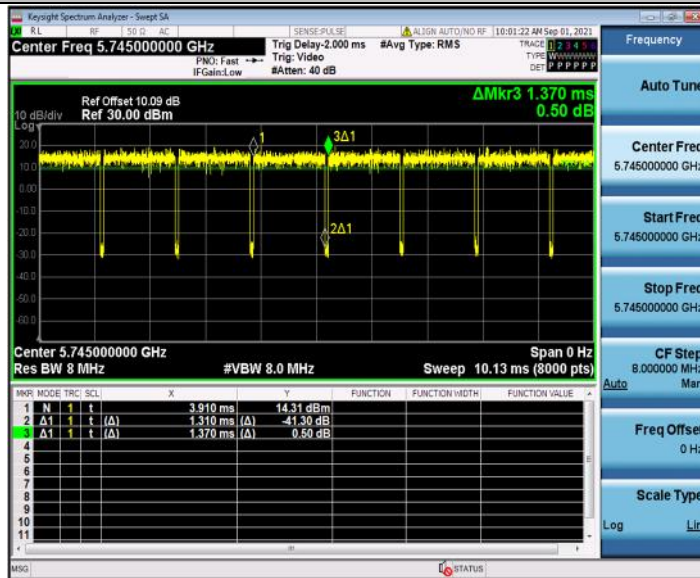 Keysight Spectrum Analyzer - Swept SA
RL RF 50 Ω AC SENSE:PULSE ALIGN AUTO/NO RF 10:01:22 AM Sep 01, 2021
Center Freq 5.745000000 GHz
Trig Delay-2.000 ms #Avg Type: RMS
TRACE 1 2 3 4 5 6
PNO: Fast Trig: Video
TYPE
IFGain:Low #Atten: 40 dB
DET P P P P P P
Frequency
Auto Tune
ΔMkr3 1.370 ms
0.50 dB
Ref Offset 10.09 dB
10 dB/div Ref 30.00 dBm
Log
20.0
10.0
0.00
-10.0
-20.0
-30.0
-40.0
-50.0
-60.0
1
3Δ1
2Δ1
Center Freq
5.745000000 GHz
Start Freq
5.745000000 GHz
Stop Freq
5.745000000 GHz
Center 5.745000000 GHz Span 0 Hz
Res BW 8 MHz #VBW 8.0 MHz Sweep 10.13 ms (8000 pts)
CF Step
8.000000 MHz
Auto Man
MKR MODE TRC SCL X Y FUNCTION FUNCTION WIDTH FUNCTION VALUE
1 N 1 t 3.910 ms 14.31 dBm
2 Δ1 1 t (Δ) 1.310 ms (Δ) -41.30 dB
3 Δ1 1 t (Δ) 1.370 ms (Δ) 0.50 dB
4
5
6
7
8
9
10
11
Freq Offset
0 Hz
Scale Type
Log Lin
MSG STATUS